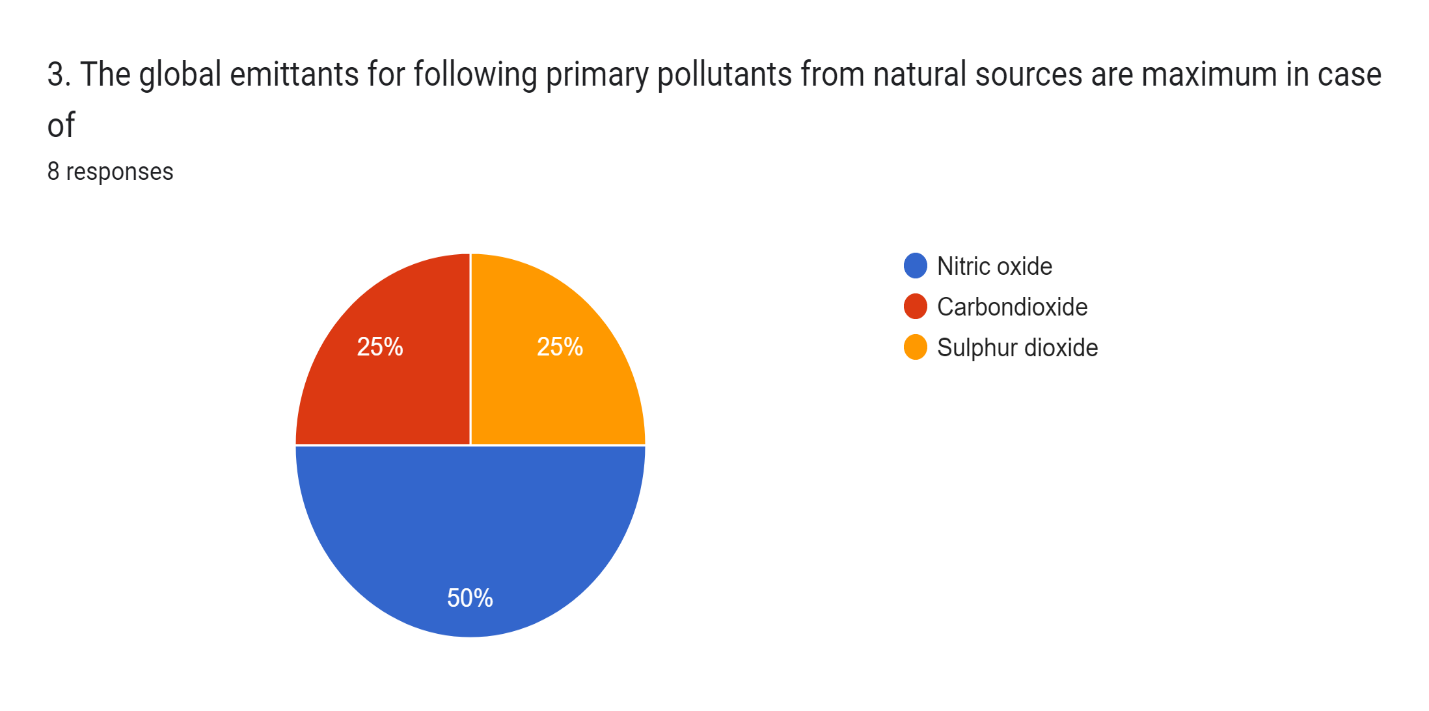 3. The global emittants for following primary pollutants from natural sources are maximum in case
of
8 responses
Nitric oxide
Carbondioxide
Sulphur dioxide
25%
25%
50%